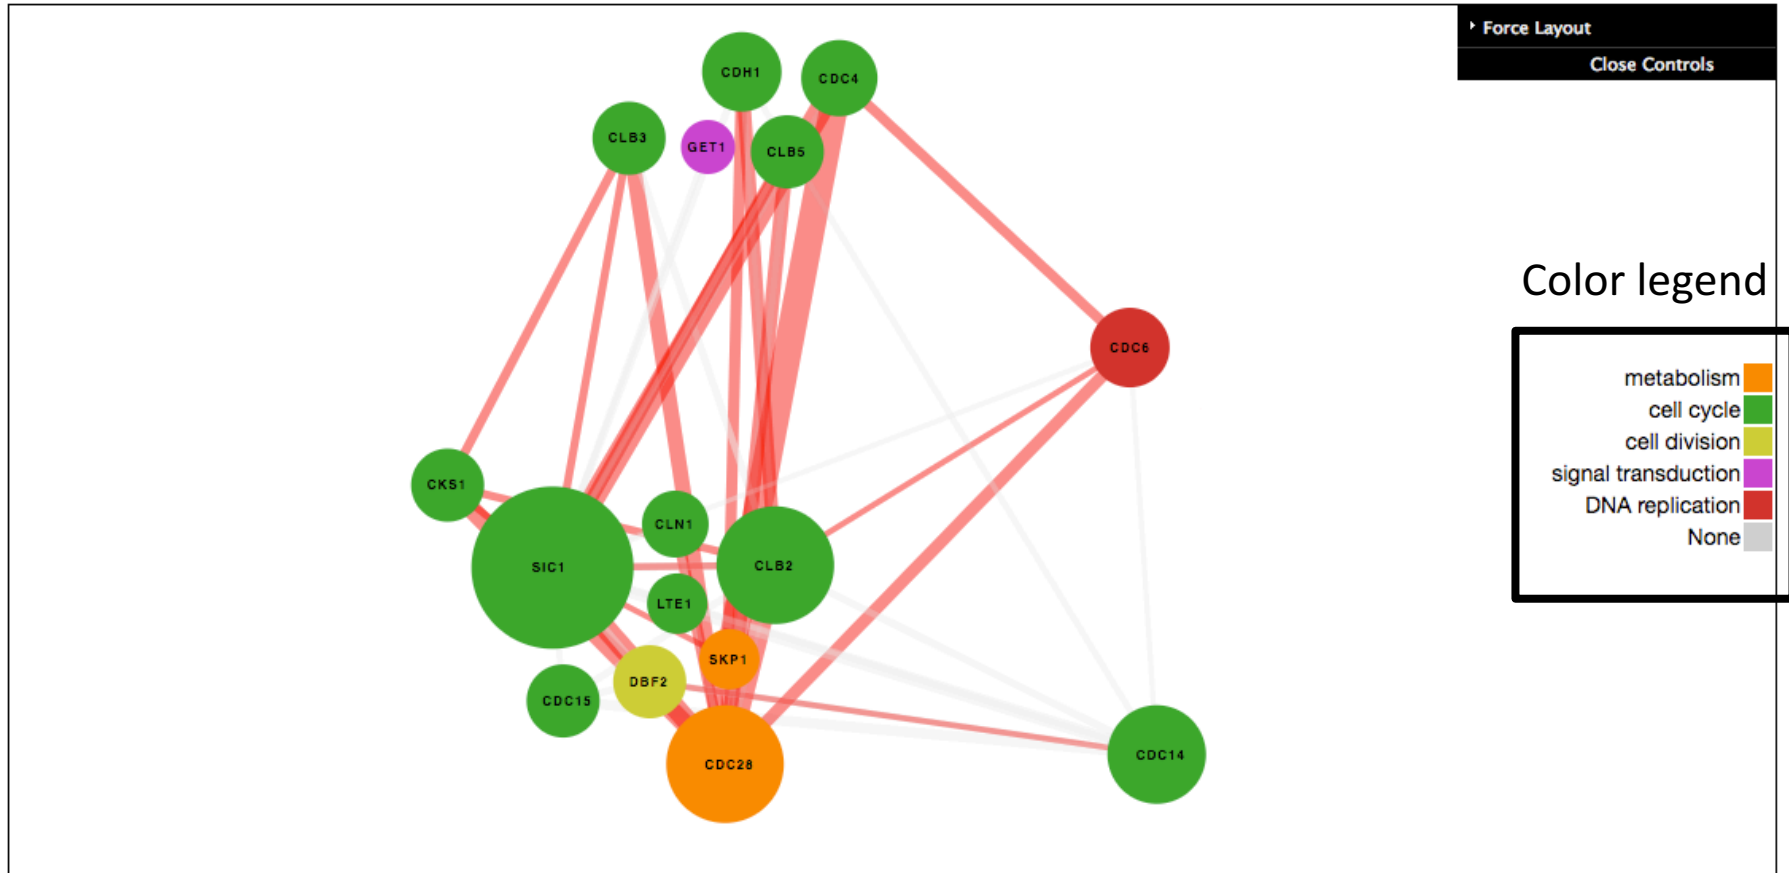 Force Layout
Close Controls
CDH1
CDC4
CLB3
GET1
CLB5
Color legend
CDC6
metabolism
cell cycle
cell division
signal transduction
DNA replication
None
CKS1
CLN1
SIC1
CLB2
LTE1
SKP1
DBF2
CDC15
CDC28
CDC14